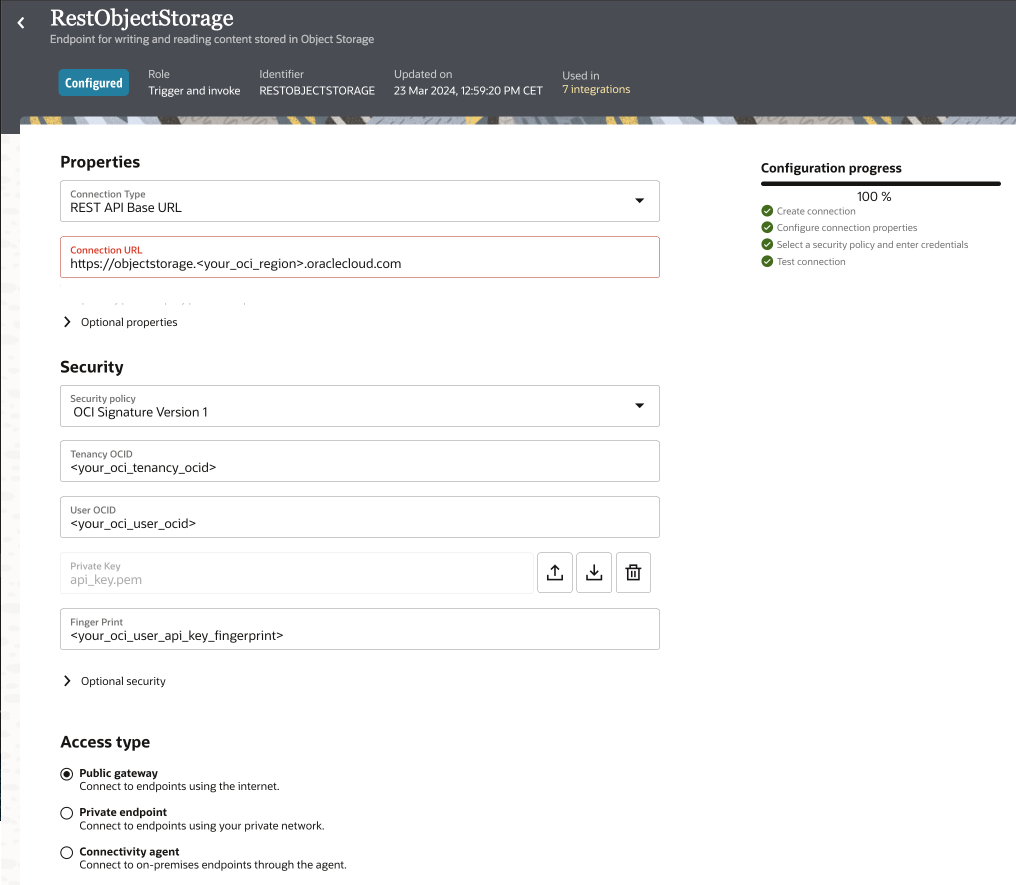 RestObjectStorage
Endpoint for writing and reading content stored in Object Storage
Configured
Role
Trigger and invoke
Identifier
RESTOBJECTSTORAGE
Updated on
23 Mar 2024, 12:59:20 PM CET
Used in
7 integrations
Properties
Connection Type
REST API Base URL
Connection URL
https://objectstorage.<your_oci_region>.oraclecloud.com
Optional properties
Security
Security policy
OCI Signature Version 1
Tenancy OCID
<your_oci_tenancy_ocid>
User OCID
<your_oci_user_ocid>
Private Key
api_key.pem
Finger Print
<your_oci_user_api_key_fingerprint>
Optional security
Access type
Public gateway
Connect to endpoints using the internet.
Private endpoint
Connect to endpoints using your private network.
Connectivity agent
Connect to on-premises endpoints through the agent.
Configuration progress
100 %
Create connection
Configure connection properties
Select a security policy and enter credentials
Test connection